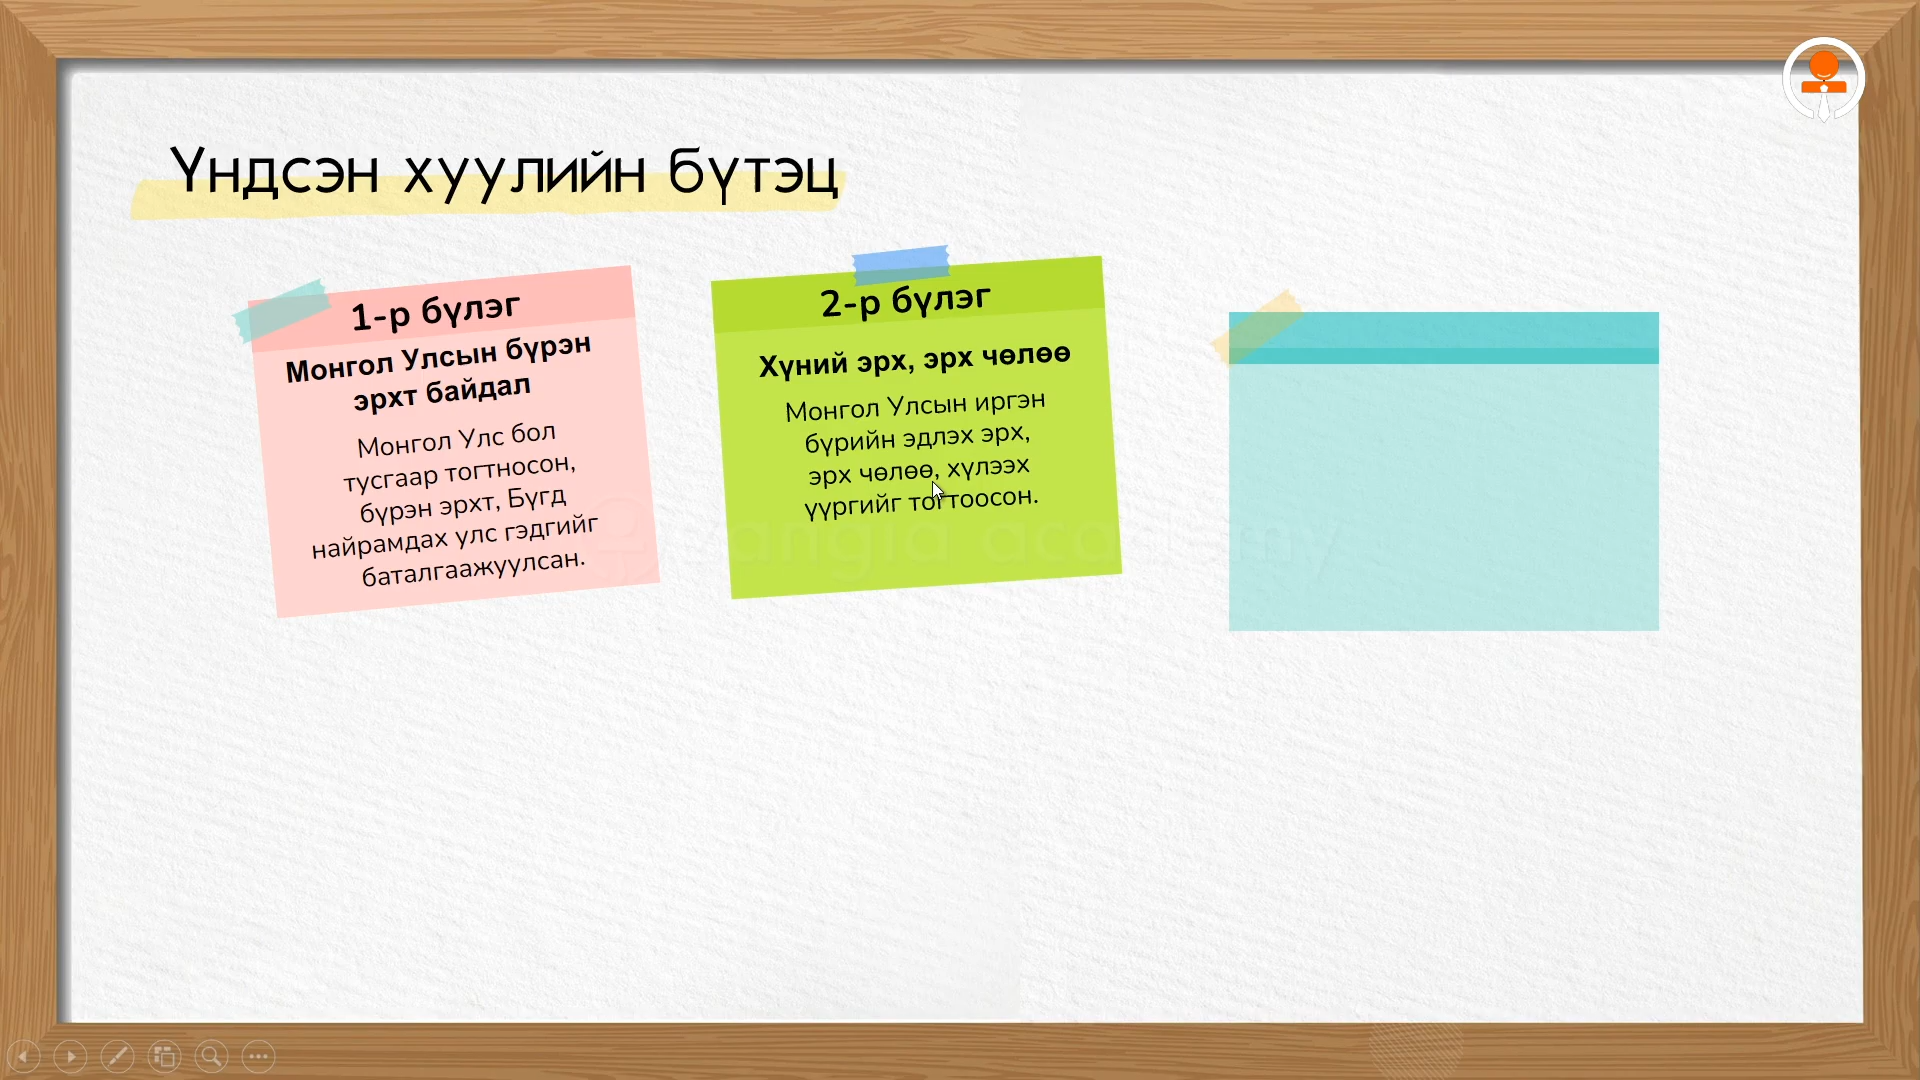 Үндсэн хуулийн бүтэц
1-р бүлэг
Монгол Улсын бүрэн
эрхт байдал
Монгол Улс бол
тусгаар тогтносон,
бүрэн эрхт, Бүгд
найрамдах улс гэдгийг
баталгаажуулсан.
2-р бүлэг
Хүний эрх, эрх чөлөө
Монгол Улсын иргэн
бүрийн эдлэх эрх,
эрх чөлөө, хүлээх
үүргийг тогтоосон.
academy